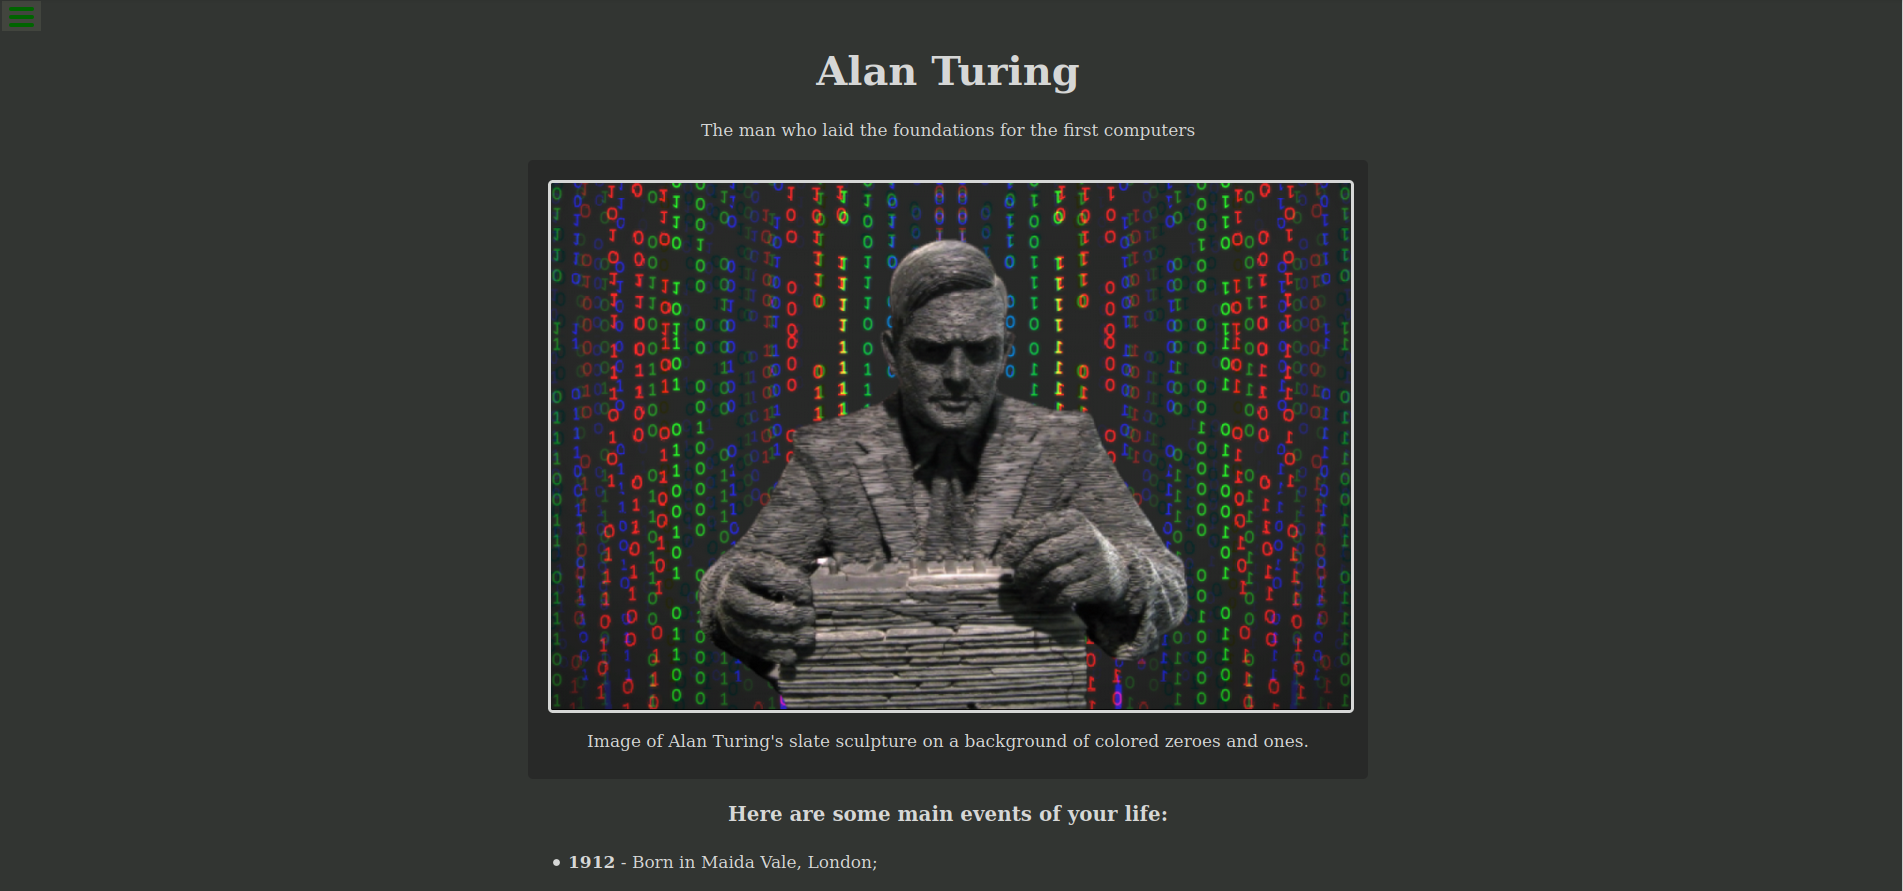 Alan Turing
The man who laid the foundations for the first computers
Image of Alan Turing's slate sculpture on a background of colored zeroes and ones.
Here are some main events of your life:
1912 - Born in Maida Vale, London;